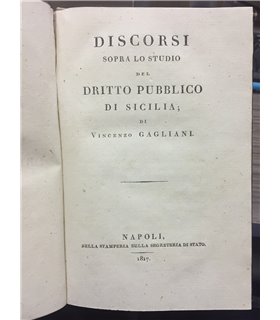 DISCORSI
SOPRA LO STUDIO
DEL
DRITTO PUBBLICO
DI SICILIA;
DI
VINCENZO GAGLIANI.
NAPOLI,
NELLA STAMPERIA DELLA SEGRETERIA DI STATO.
1817.